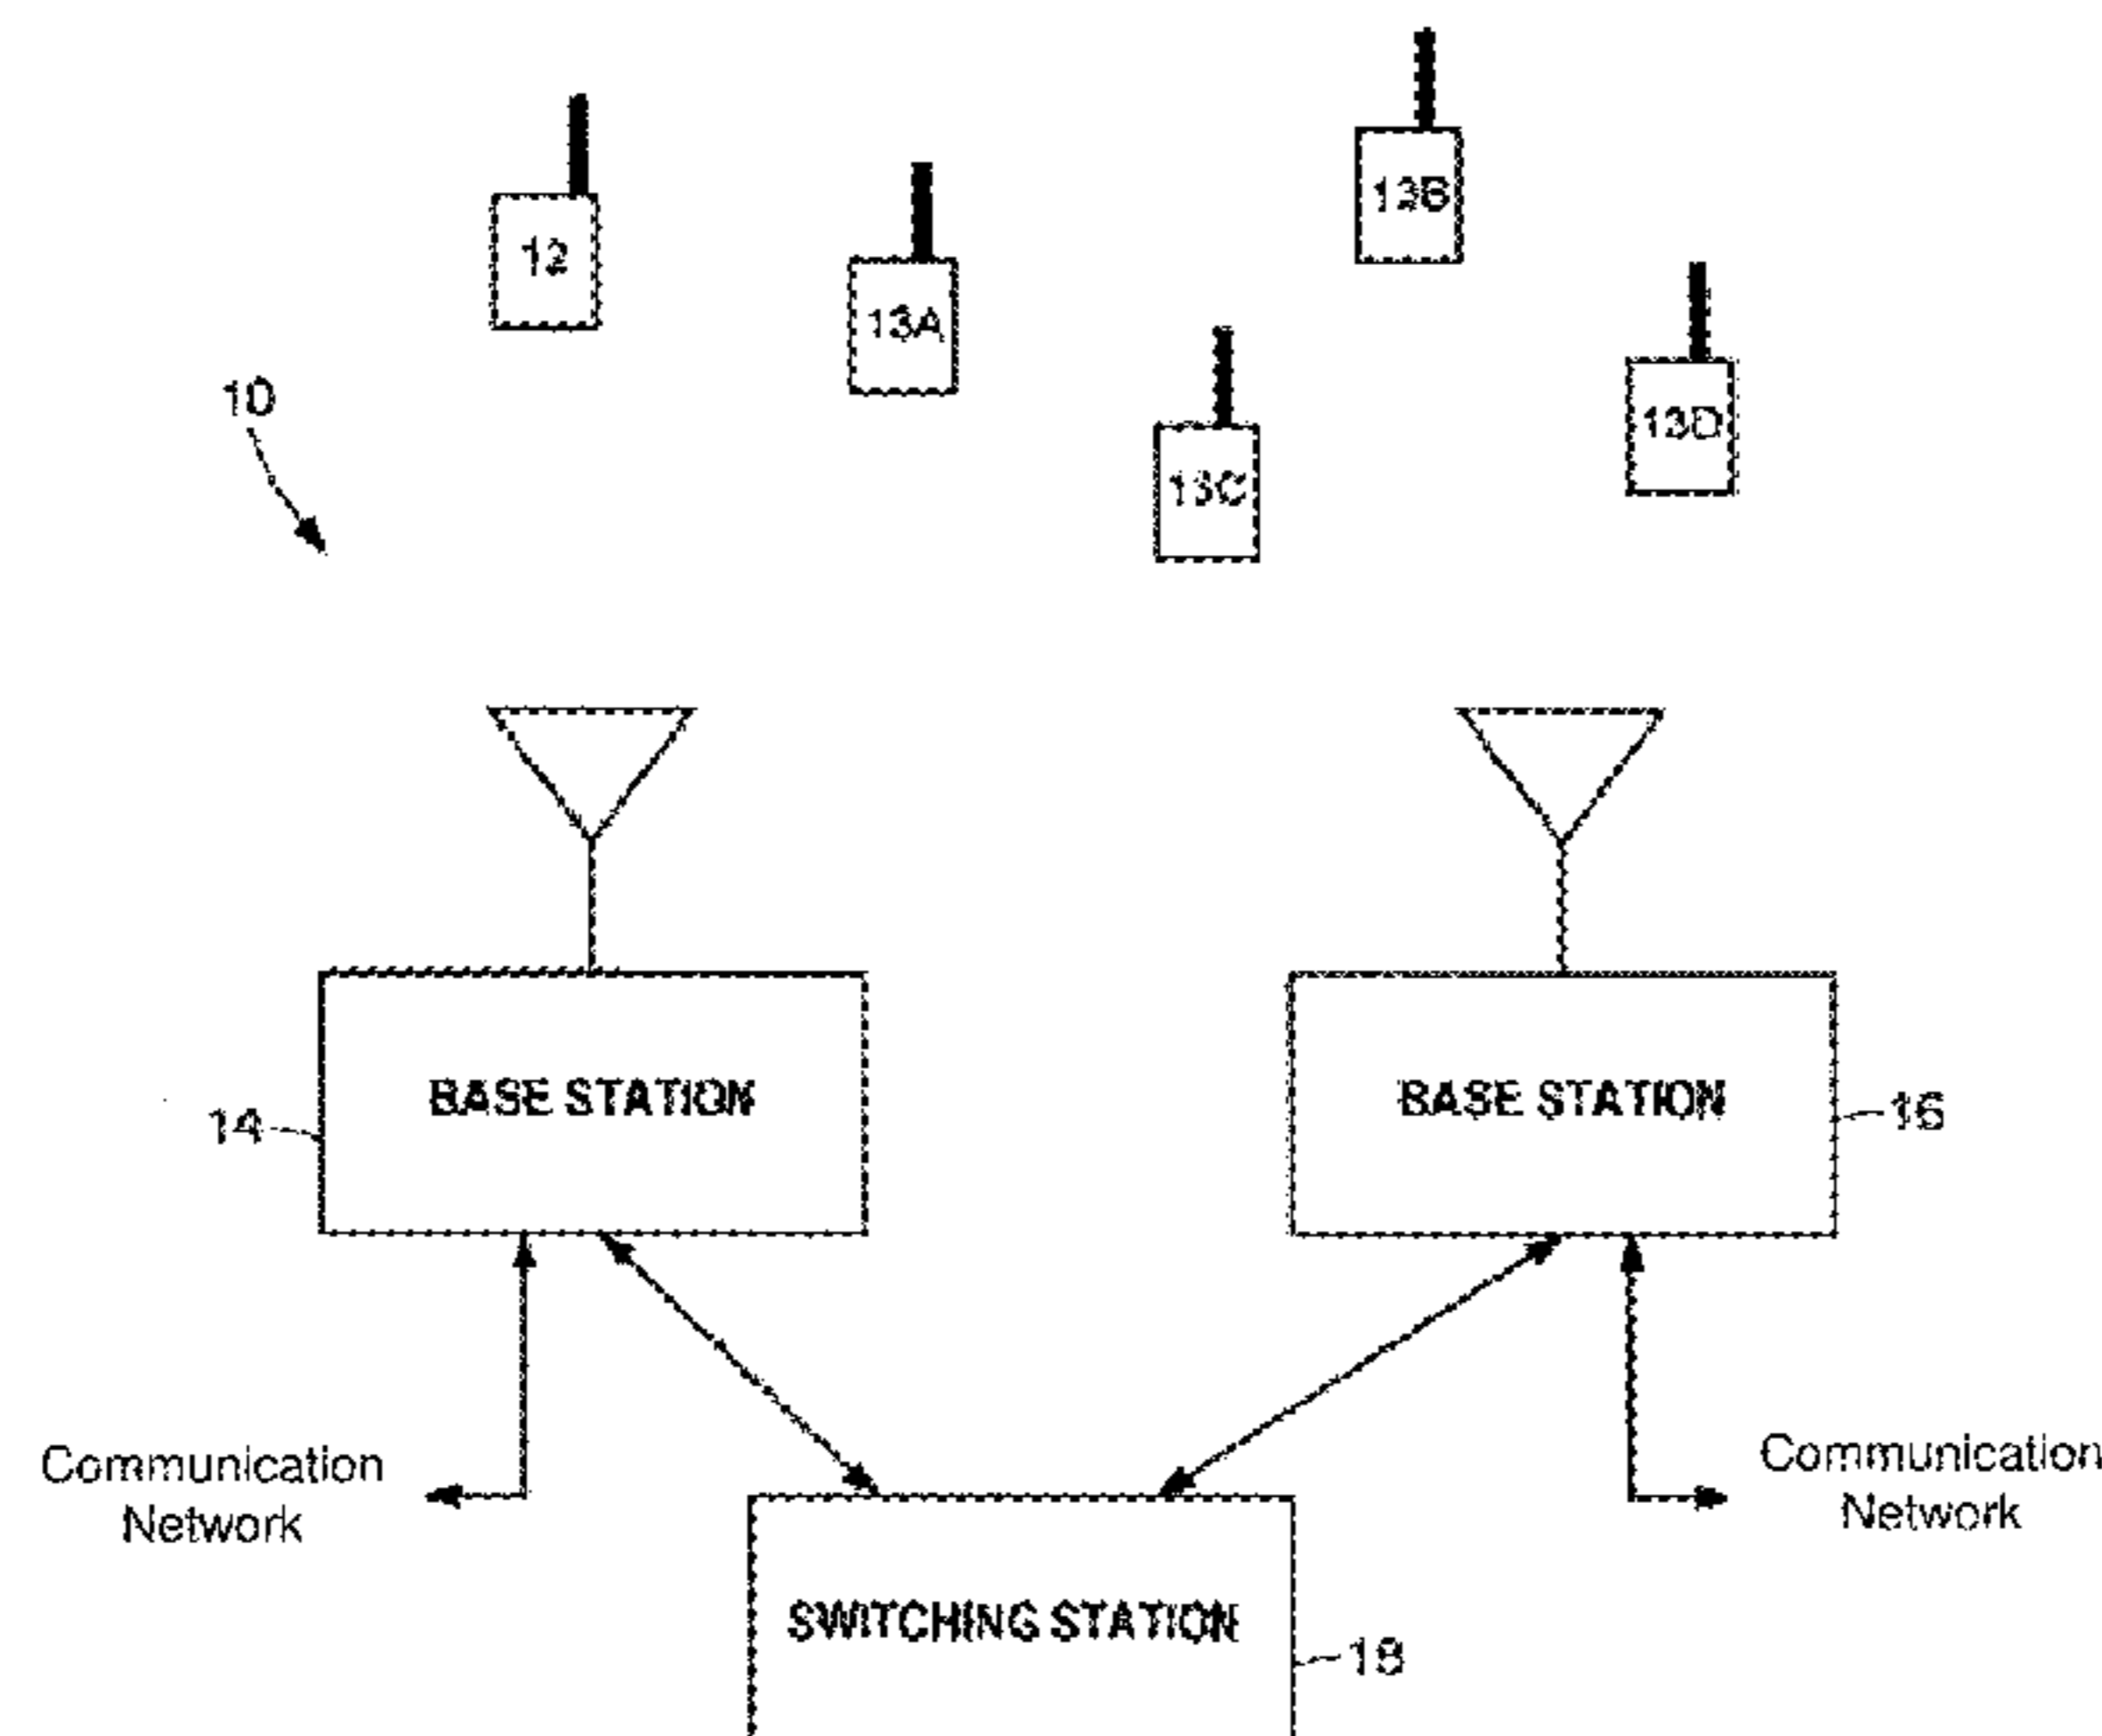 13B
12
13A
13D
10
13C
BASE STATION
BASE STATION
14
16
Communication
Network
Communication
Network
SWITCHING STATION
18